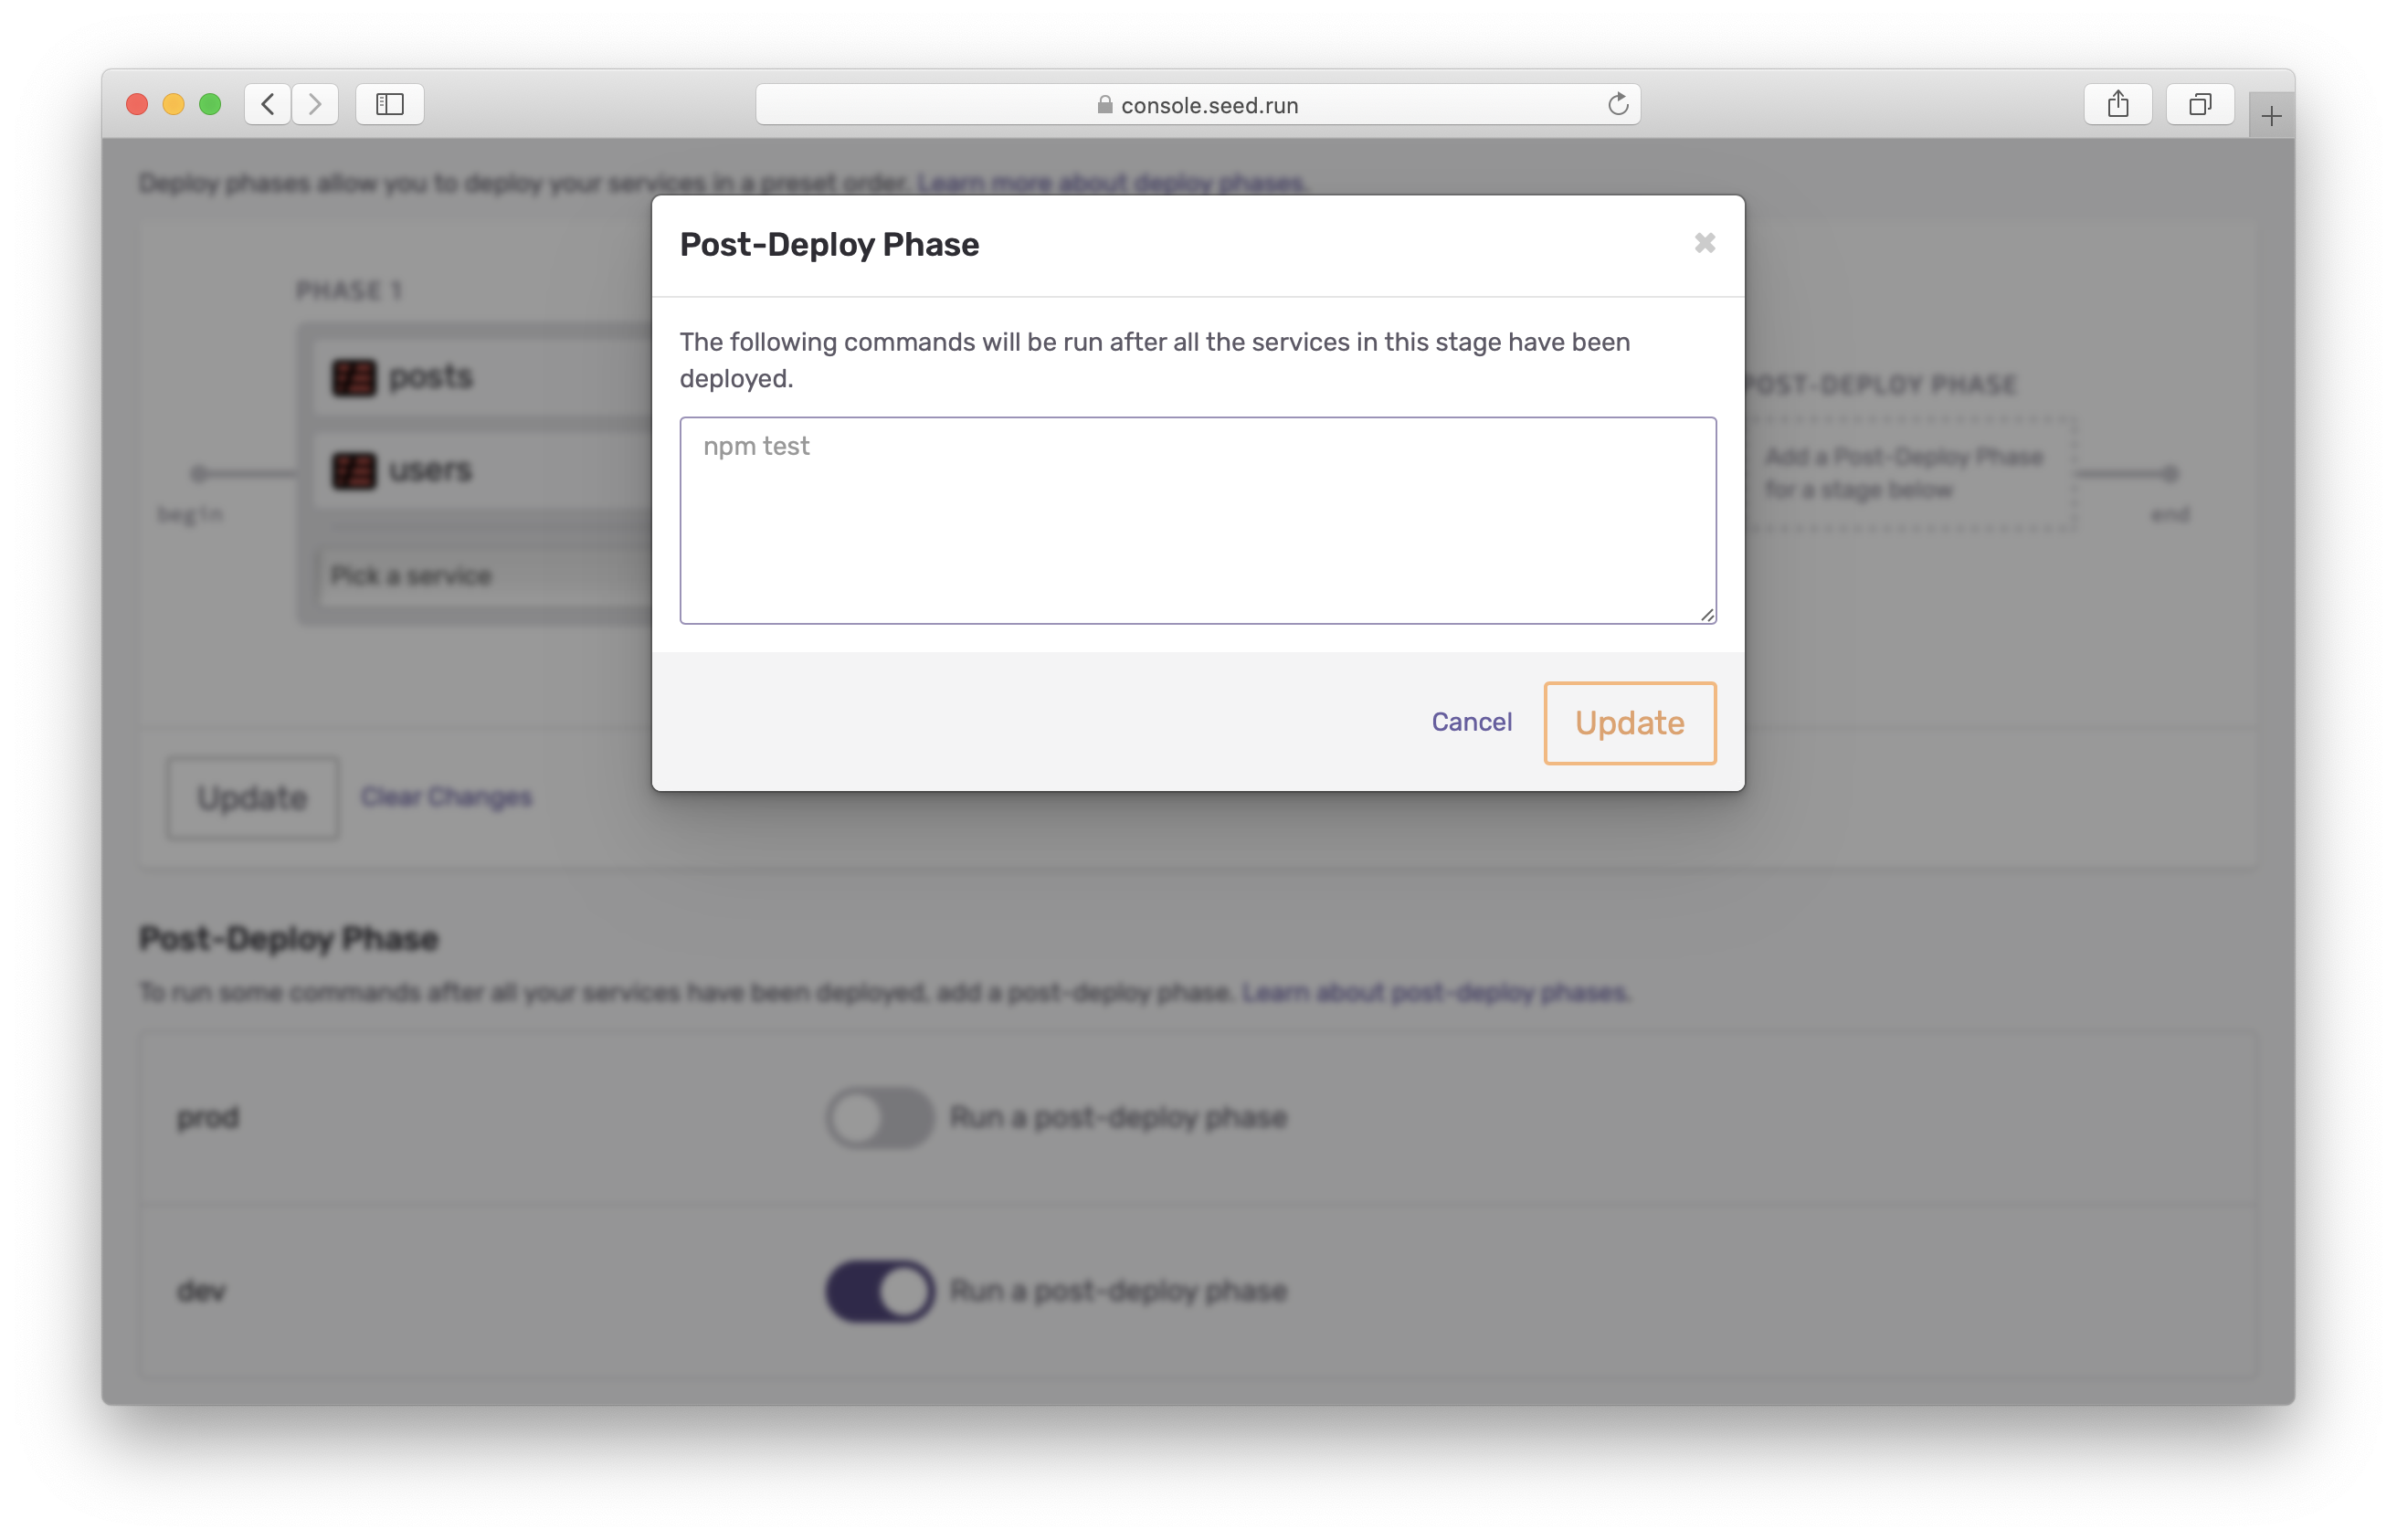 console.seed.run
Deploy phases allow you to deploy your services in a preset order. Learn more about deploy phases.
Post-Deploy Phase
The following commands will be run after all the services in this stage have been
deployed.
npm test
Cancel
Update
PHASE 1
posts
users
Pick a service
begin
POST-DEPLOY PHASE
Add a Post-Deploy Phase
for a stage below
end
Update
Clear Changes
Post-Deploy Phase
To run some commands after all your services have been deployed, add a post-deploy phase. Learn about post-deploy phases.
prod
Run a post-deploy phase
dev
Run a post-deploy phase